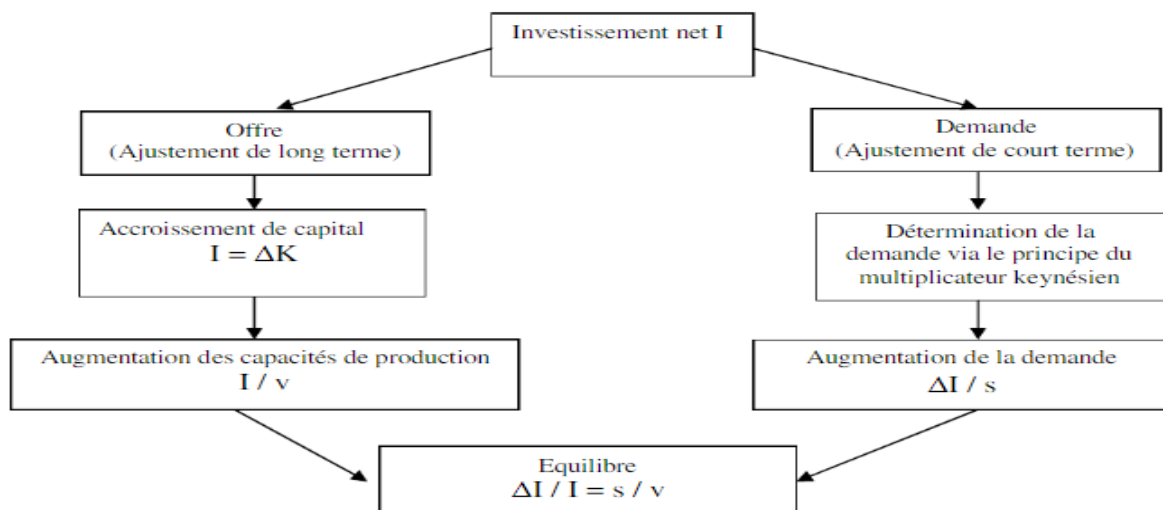 Investissement net I
Offre
(Ajustement de long terme)
Demande
(Ajustement de court terme)
Accroissement de capital
I = ΔK
Détermination de la
demande via le principe du
multiplicateur keynésien
Augmentation des capacités de production
I / v
Augmentation de la demande
ΔI / s
Equilibre
ΔI / I = s / v